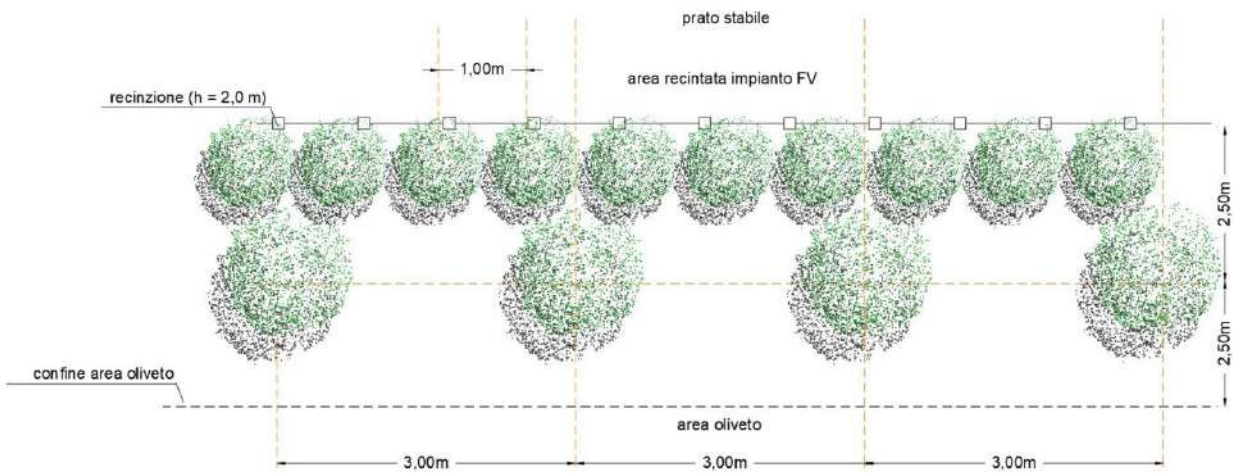 prato stabile
1,00m
area recintata impianto FV
recinzione (h = 2,0 m)
2,50m
2,50m
confine area oliveto
area oliveto
3,00m
3,00m
3,00m